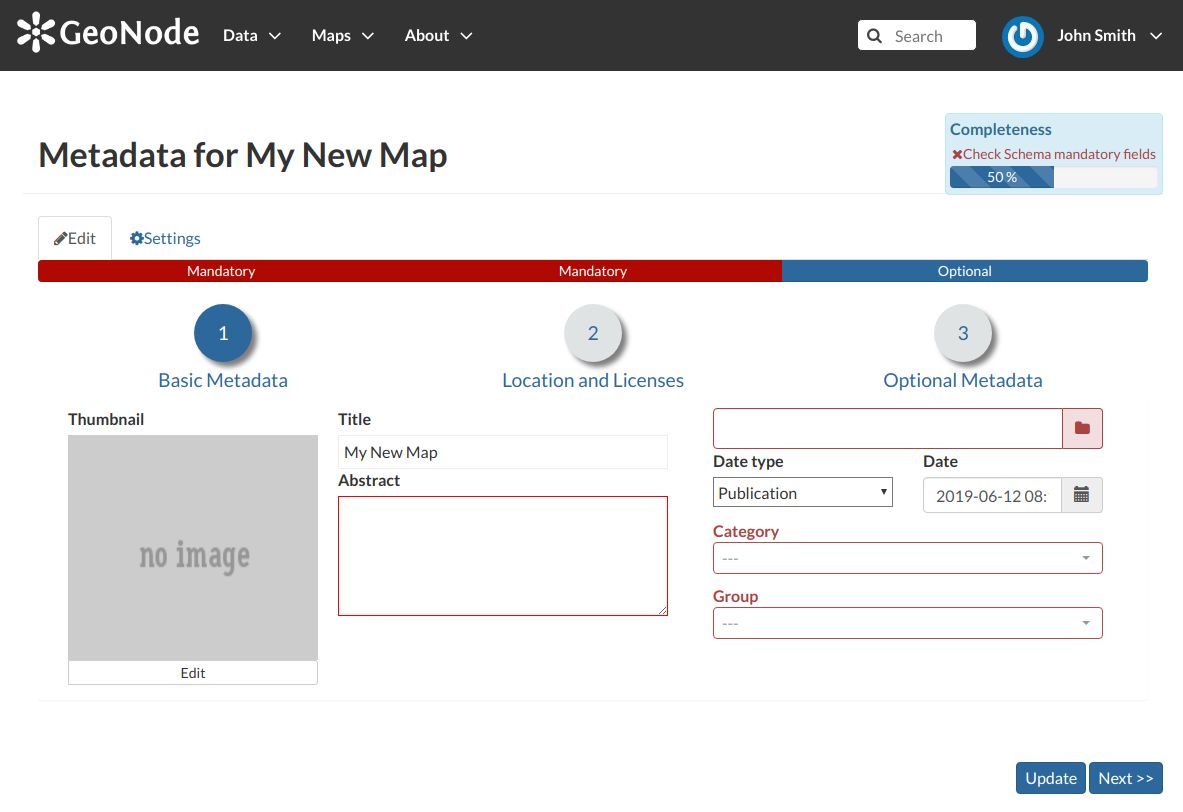 GeoNode Data Maps About Search John Smith
Metadata for My New Map
Completeness
Check Schema mandatory fields
50 %
Edit Settings
Mandatory Mandatory Optional
1 2 3
Basic Metadata Location and Licenses Optional Metadata
Thumbnail
no image
Edit
Title
My New Map
Abstract
Date type Date
Publication 2019-06-12 08:
Category
---
Group
---
Update Next >>